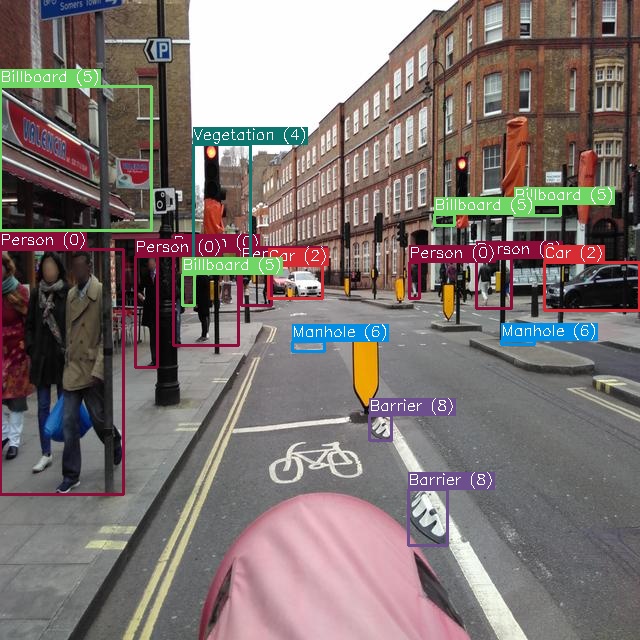 Somers Town
P
Billboard (5)
VALENCIA
Vegetation (4)
Billboard (5)
Billboard (5)
Person (0)
Person (0)
Car (2)
Person (0)
Car (2)
Billboard (5)
Manhole (6)
Manhole (6)
Barrier (8)
Barrier (8)